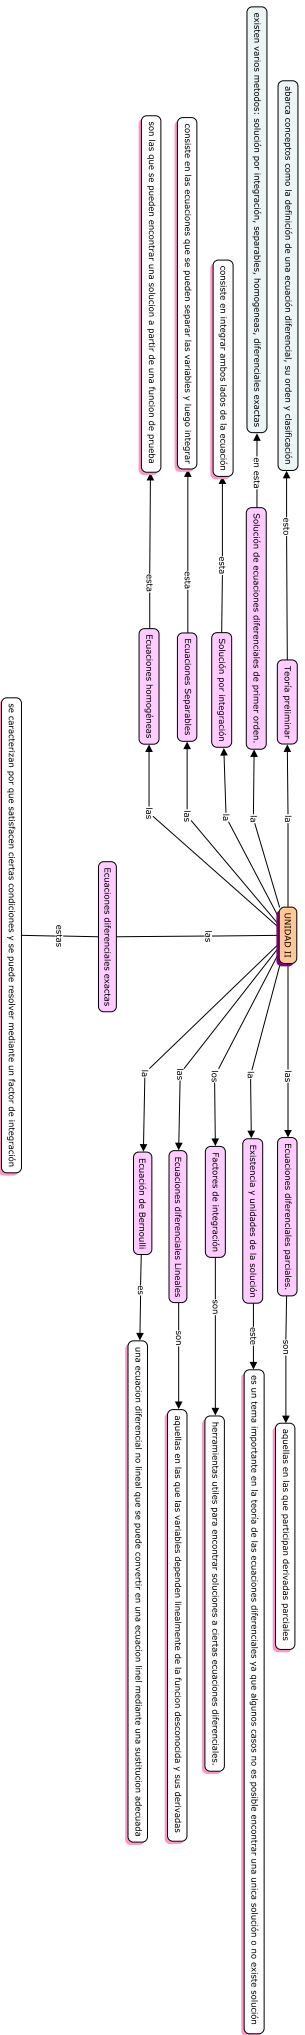 UNIDAD II
la
Teoría preliminar
esto
abarca conceptos como la definición de una ecuación diferencial, su orden y clasificación
la
Solución de ecuaciones diferenciales de primer orden.
en esta
existen varios metodos: solución por integración, separables, homogeneas, diferenciales exactas
la
Solución por integración
esta
consiste en integrar ambos lados de la ecuación
las
Ecuaciones Separables
esta
consiste en las ecuaciones que se pueden separar las variables y luego integrar
las
Ecuaciones homogéneas
esta
son las que se pueden encontrar una solucion a partir de una funcion de prueba
las
Ecuaciones diferenciales exactas
estas
se caracterizan por que satisfacen ciertas condiciones y se puede resolver mediante un factor de integración
las
Ecuaciones diferenciales parciales.
son
aquellas en las que participan derivadas parciales
la
Existencia y unidades de la solución
este
es un tema importante en la teoría de las ecuaciones diferenciales ya que algunos casos no es posible encontrar una unica solución o no existe solución
los
Factores de integración
son
herramientas utiles para encontrar soluciones a ciertas ecuaciones diferenciales.
las
Ecuaciones diferenciales Lineales
son
aquellas en las que las variables dependen linealmente de la funcion desconocida y sus derivadas
la
Ecuación de Bernoulli
es
una ecuacion diferencial no lineal que se puede convertir en una ecuacion linel mediante una sustitucion adecuada